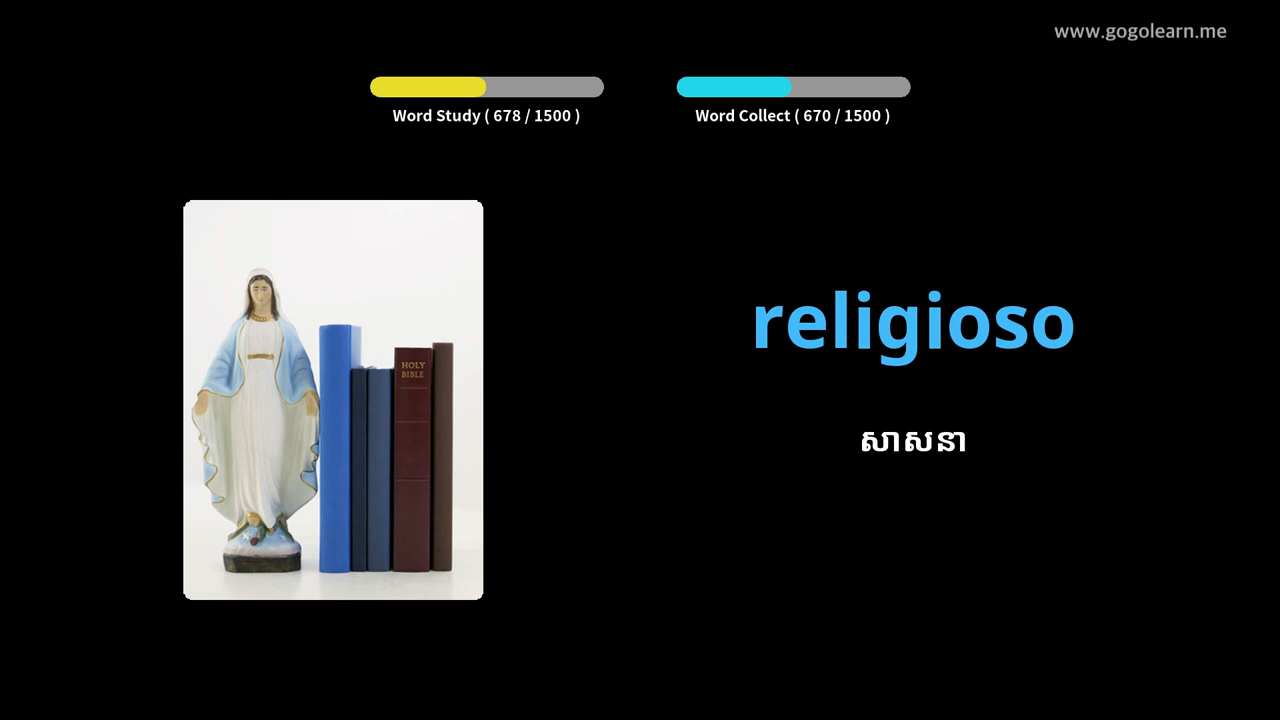 www.gogolearn.me
Word Study ( 678 / 1500 )
Word Collect ( 670 / 1500 )
HOLY
BIBLE
religioso
សាសនា